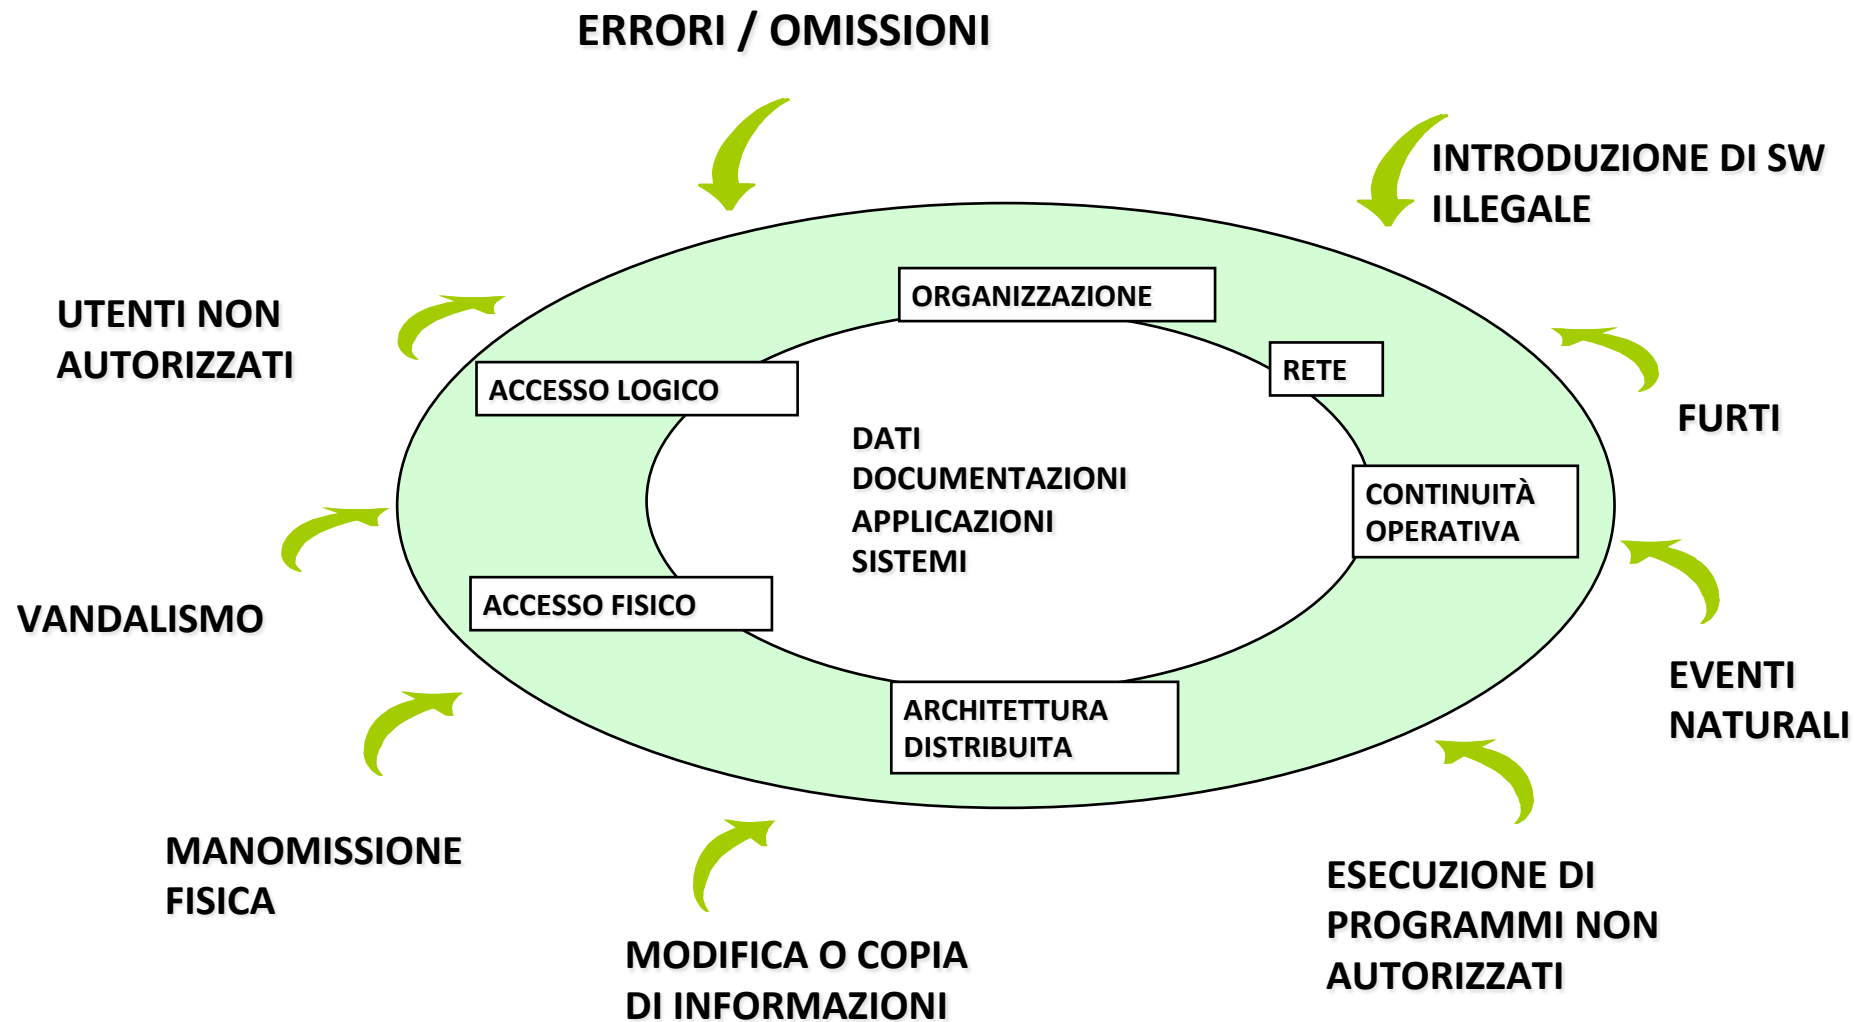 ERRORI / OMISSIONI
INTRODUZIONE DI SW
ILLEGALE
UTENTI NON
AUTORIZZATI
ORGANIZZAZIONE
RETE
ACCESSO LOGICO
FURTI
DATI
DOCUMENTAZIONI
APPLICAZIONI
SISTEMI
CONTINUITÀ
OPERATIVA
VANDALISMO
ACCESSO FISICO
EVENTI
NATURALI
ARCHITETTURA
DISTRIBUITA
MANOMISSIONE
FISICA
ESECUZIONE DI
PROGRAMMI NON
AUTORIZZATI
MODIFICA O COPIA
DI INFORMAZIONI